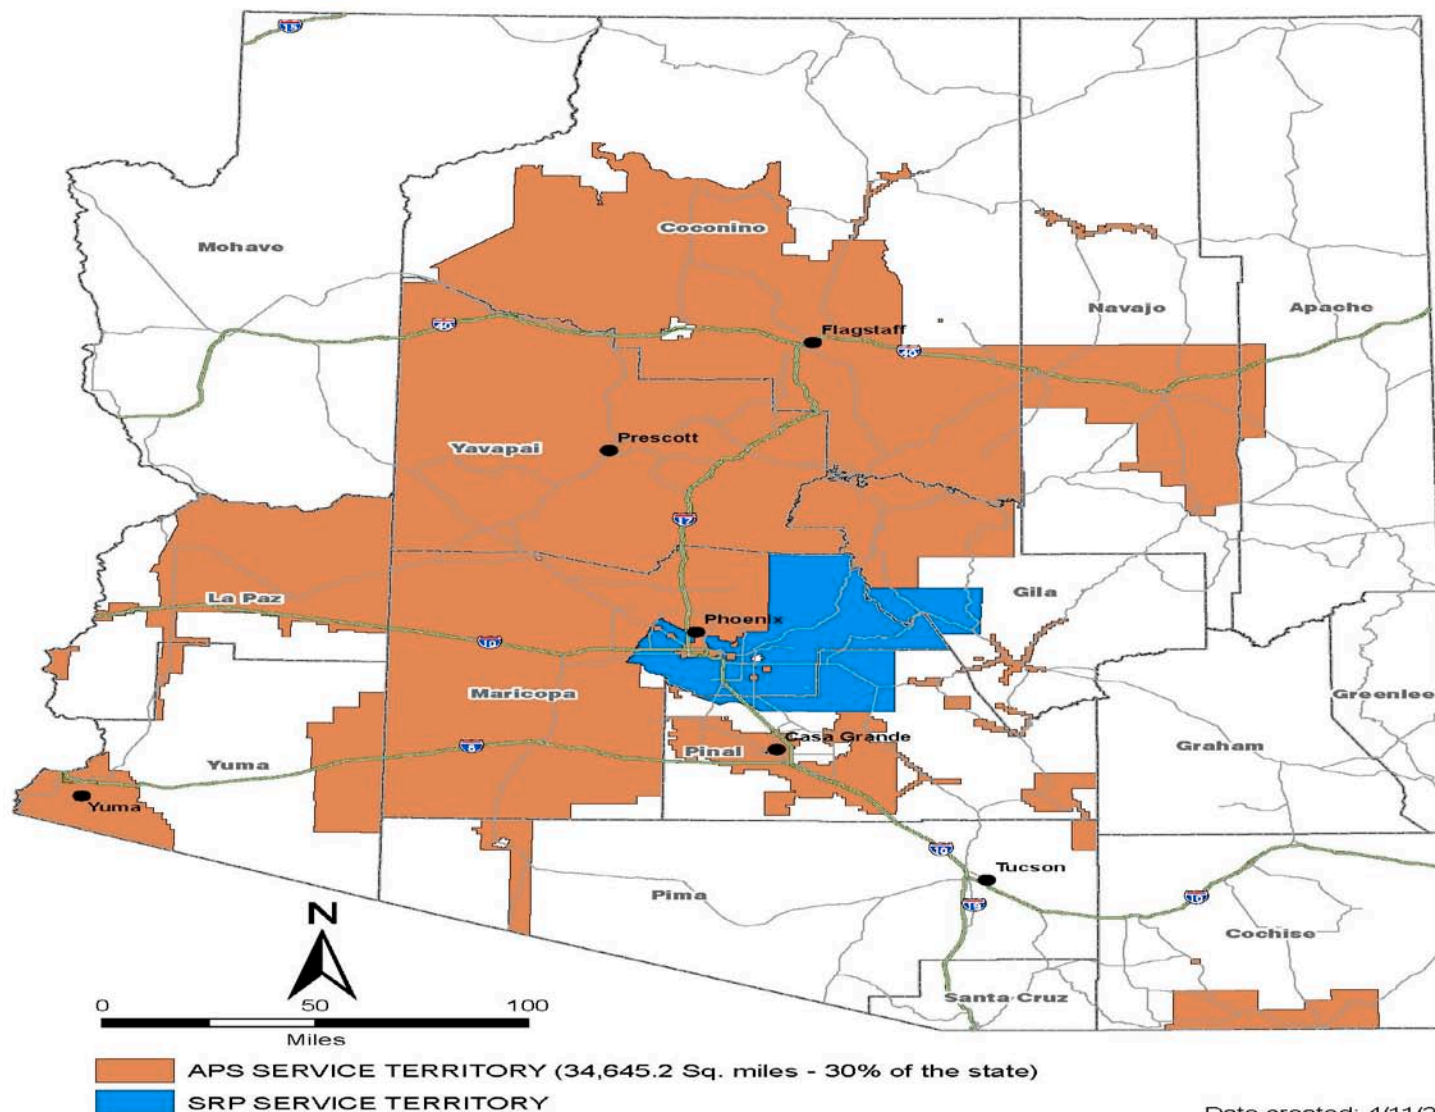 15
Coconino
Mohave
Navajo
Apache
40
Flagstaff
40
Prescott
Yavapai
17
La Paz
Gila
Phoenix
10
Maricopa
Greenlee
Casa Grande
Pinal
Graham
8
Yuma
Yuma
10
Tucson
Pima
19
10
Cochise
N
Santa Cruz
0 50 100
Miles
APS SERVICE TERRITORY (34,645.2 Sq. miles - 30% of the state)
SRP SERVICE TERRITORY